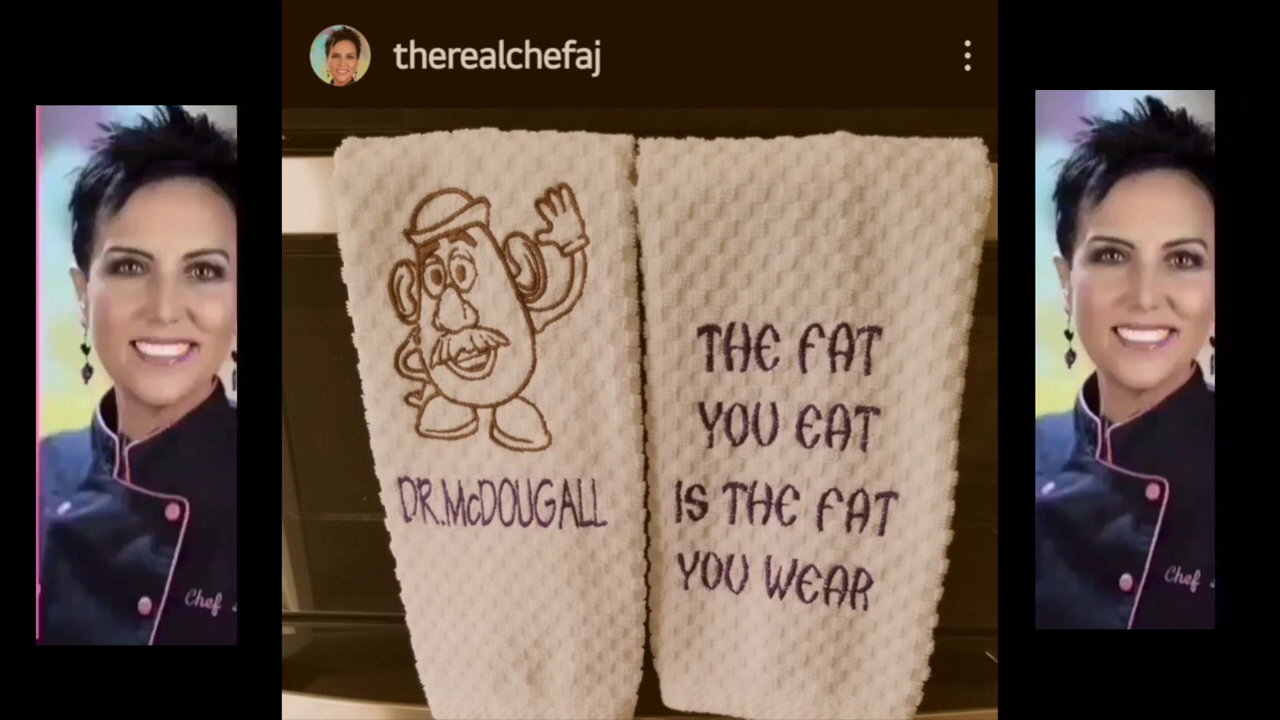 therealchefaj
DR.McDOUGALL
THE FAT
YOU EAT
IS THE FAT
YOU WEAR
Chef
Chef